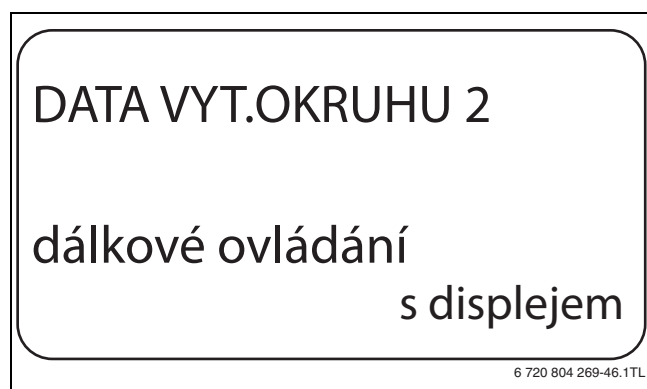 DATA VYT.OKRUHU 2
dálkové ovládání
s displejem
6 720 804 269-46.1TL